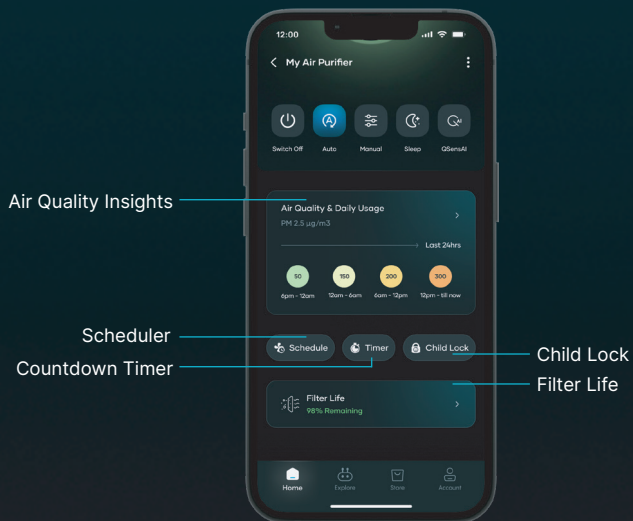 12:00
My Air Purifier
Switch Off
Auto
Manual
Sleep
QSensAI
Air Quality Insights
Air Quality & Daily Usage
PM 2.5 μg/m3
Last 24hrs
50
150
200
300
6pm - 12am
12am - 6am
6am - 12pm
12pm - till now
Scheduler
Schedule
Timer
Child Lock
Countdown Timer
Child Lock
Filter Life
Filter Life
98% Remaining
Home
Explore
Store
Account